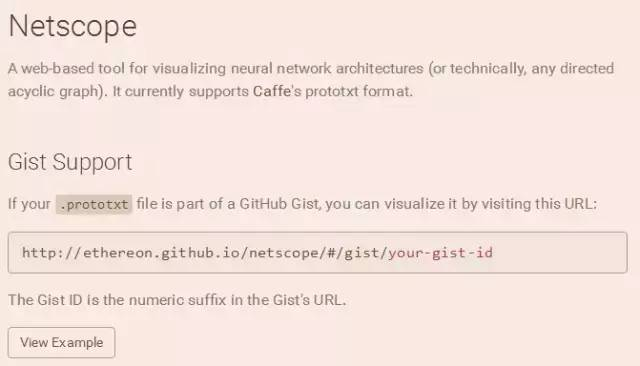 Netscope
A web-based tool for visualizing neural network architectures (or technically, any directed
acyclic graph). It currently supports Caffe's prototxt format.
Gist Support
If your .prototxt file is part of a GitHub Gist, you can visualize it by visiting this URL:
http://ethereon.github.io/netscope/#/gist/your-gist-id
The Gist ID is the numeric suffix in the Gist's URL.
View Example